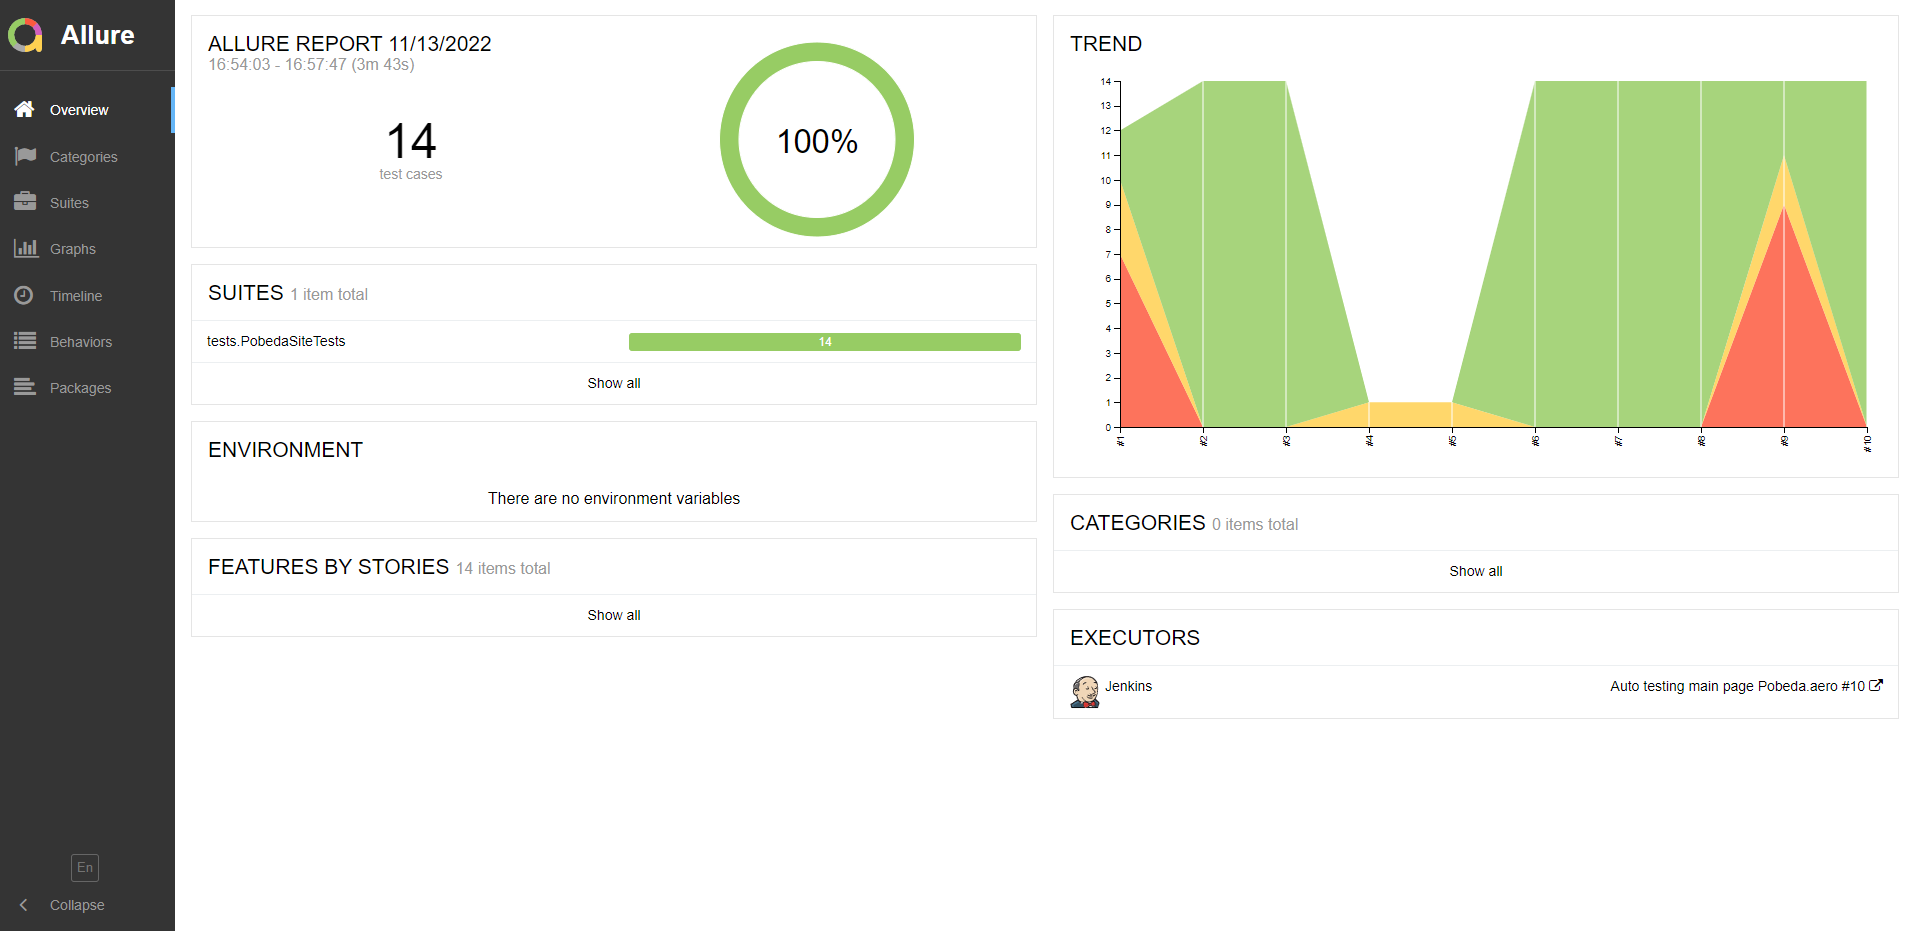 Allure
Overview
Categories
Suites
Graphs
Timeline
Behaviors
Packages
En
Collapse
ALLURE REPORT 11/13/2022
16:54:03 - 16:57:47 (3m 43s)
14
test cases
100%
SUITES 1 item total
tests.PobedaSiteTests 14
Show all
ENVIRONMENT
There are no environment variables
FEATURES BY STORIES 14 items total
Show all
TREND
14
13
12
11
10
9
8
7
6
5
4
3
2
1
0
#1 #2 #3 #4 #5 #6 #7 #8 #9 #10
CATEGORIES 0 items total
Show all
EXECUTORS
Jenkins Auto testing main page Pobeda.aero #10